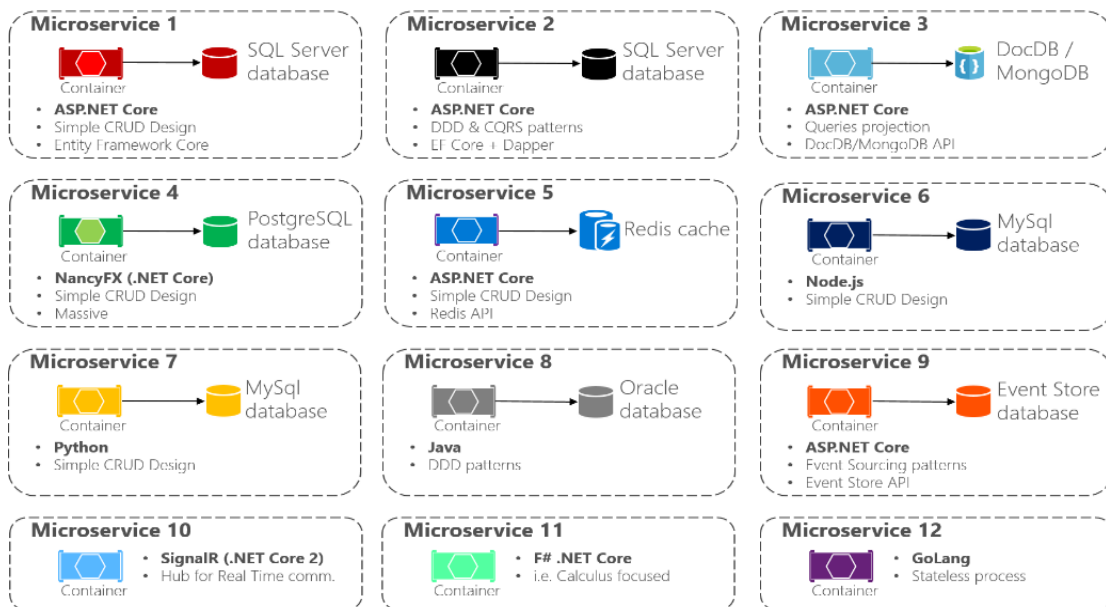 Microservice 1
SQL Server
database
Container
• ASP.NET Core
• Simple CRUD Design
• Entity Framework Core
Microservice 2
SQL Server
database
Container
• ASP.NET Core
• DDD & CQRS patterns
• EF Core + Dapper
Microservice 3
DocDB /
MongoDB
Container
• ASP.NET Core
• Queries projection
• DocDB/MongoDB API
Microservice 4
PostgreSQL
database
Container
• NancyFX (.NET Core)
• Simple CRUD Design
• Massive
Microservice 5
Redis cache
Container
• ASP.NET Core
• Simple CRUD Design
• Redis API
Microservice 6
MySql
database
Container
• Node.js
• Simple CRUD Design
Microservice 7
MySql
database
Container
• Python
• Simple CRUD Design
Microservice 8
Oracle
database
Container
• Java
• DDD patterns
Microservice 9
Event Store
database
Container
• ASP.NET Core
• Event Sourcing patterns
• Event Store API
Microservice 10
Container
• SignalR (.NET Core 2)
• Hub for Real Time comm.
Microservice 11
Container
• F# .NET Core
• i.e. Calculus focused
Microservice 12
Container
• GoLang
• Stateless process